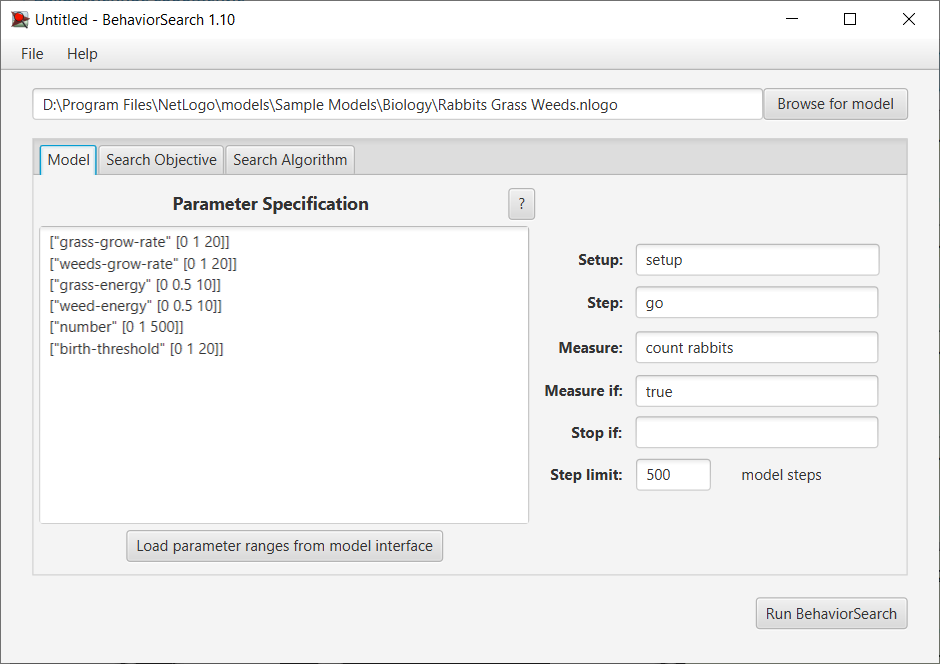 Untitled - BehaviorSearch 1.10
File Help
D:\Program Files\NetLogo\models\Sample Models\Biology\Rabbits Grass Weeds.nlogo Browse for model
Model Search Objective Search Algorithm
Parameter Specification ?
["grass-grow-rate" [0 1 20]]
["weeds-grow-rate" [0 1 20]]
["grass-energy" [0 0.5 10]]
["weed-energy" [0 0.5 10]]
["number" [0 1 500]]
["birth-threshold" [0 1 20]]
Load parameter ranges from model interface
Setup: setup
Step: go
Measure: count rabbits
Measure if: true
Stop if:
Step limit: 500 model steps
Run BehaviorSearch